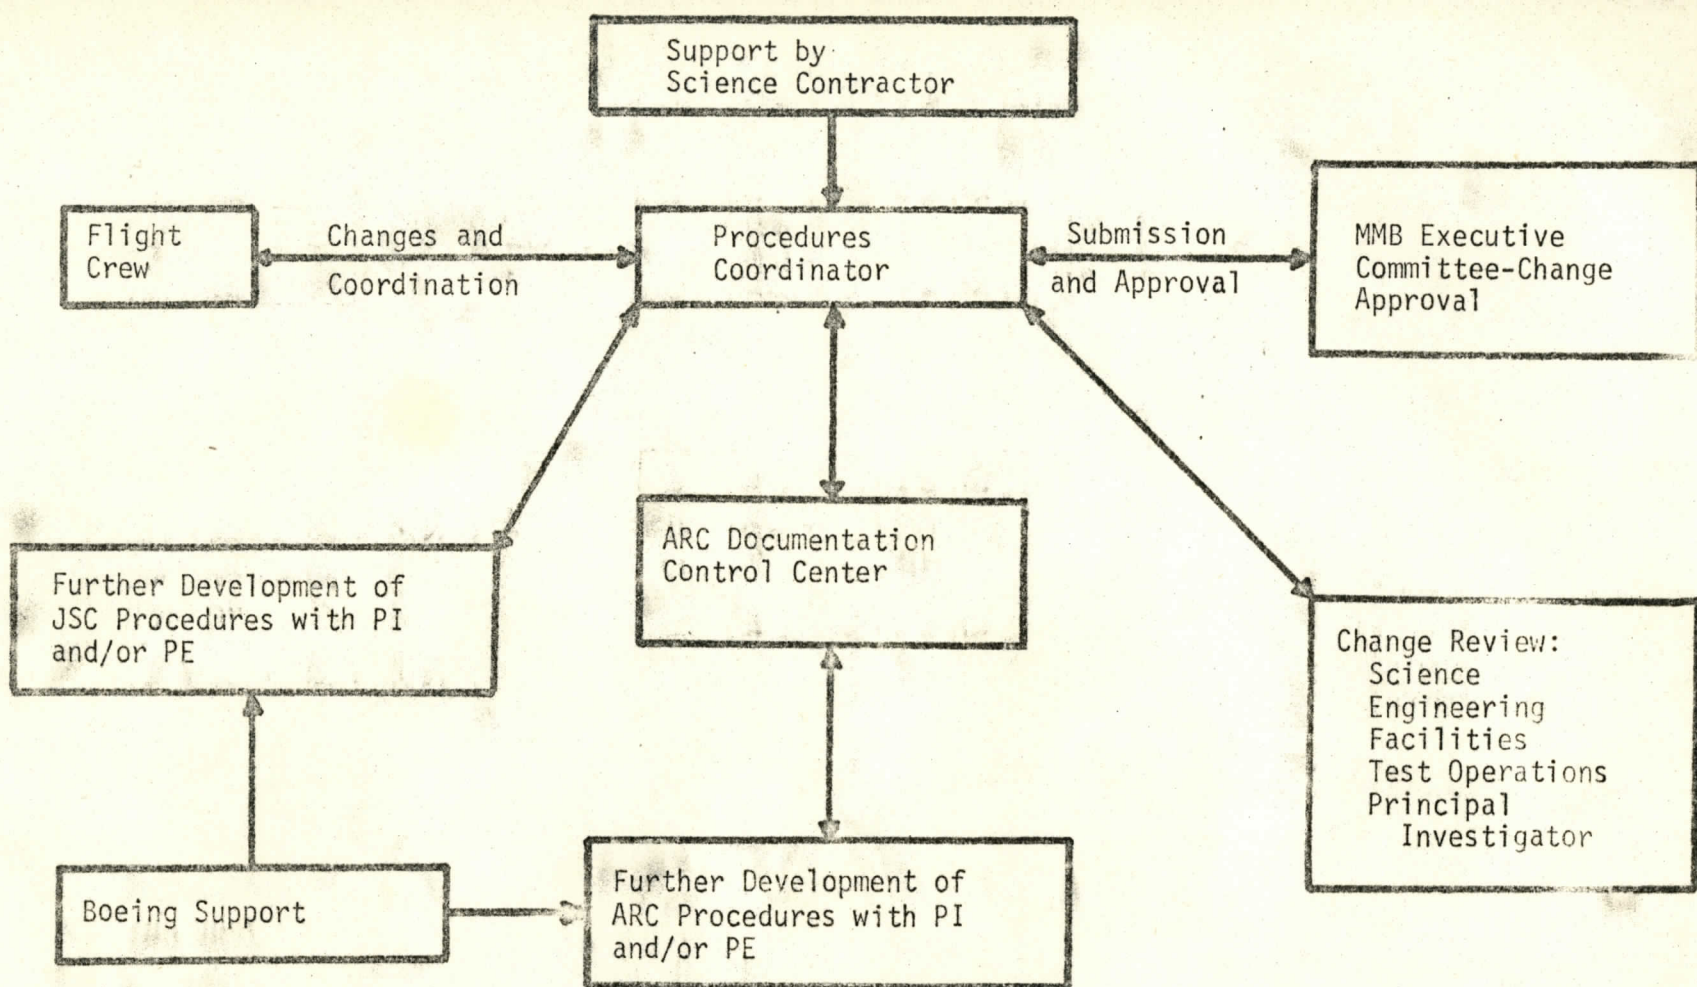 Support by
Science Contractor
Flight
Crew
Changes and
Coordination
Procedures
Coordinator
Submission
and Approval
MMB Executive
Committee-Change
Approval
ARC Documentation
Control Center
Further Development of
JSC Procedures with PI
and/or PE
Change Review:
Science
Engineering
Facilities
Test Operations
Principal
Investigator
Boeing Support
Further Development of
ARC Procedures with PI
and/or PE